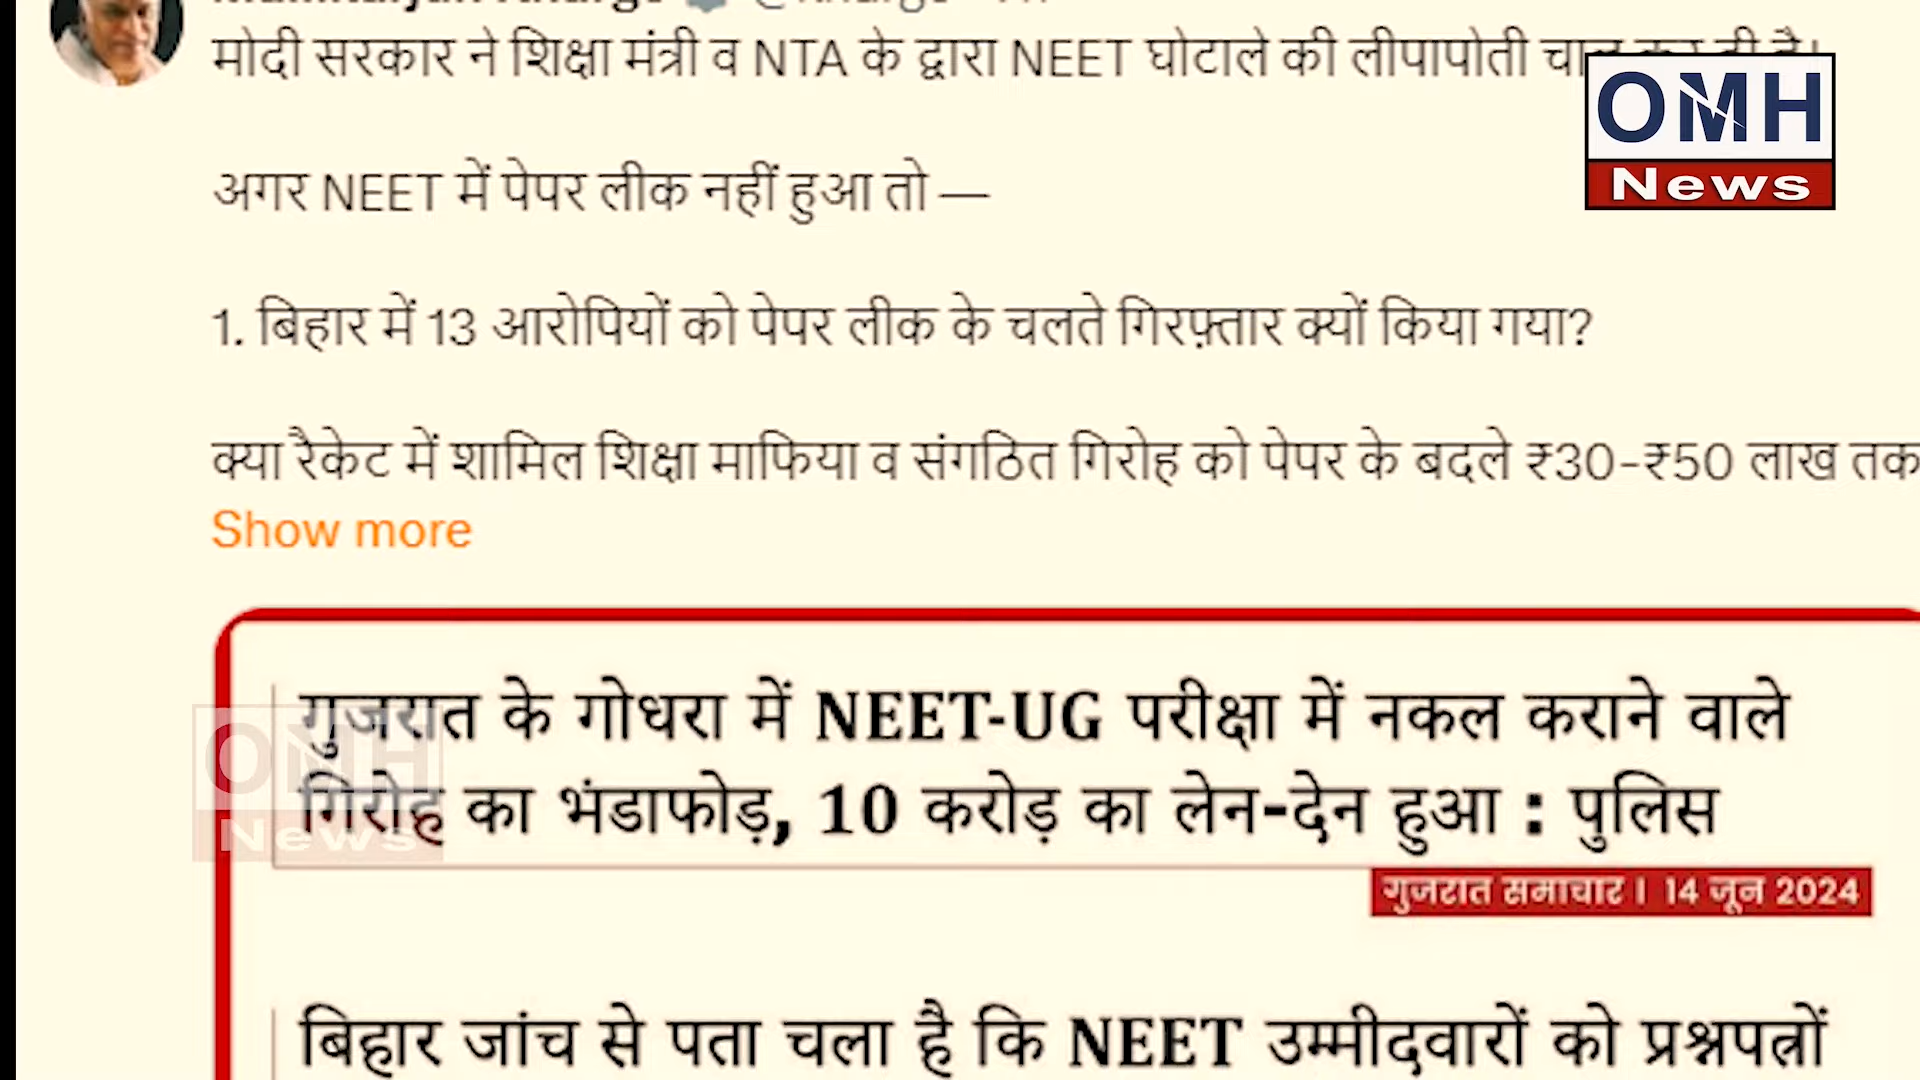 मोदी सरकार ने शिक्षा मंत्री व NTA के द्वारा NEET घोटाले की लीपापोती
OMH
News
अगर NEET में पेपर लीक नहीं हुआ तो —
1. बिहार में 13 आरोपियों को पेपर लीक के चलते गिरफ़्तार क्यों किया गया?
क्या रैकेट में शामिल शिक्षा माफिया व संगठित गिरोह को पेपर के बदले ₹30-₹50 लाख तक
Show more
गुजरात के गोधरा में NEET-UG परीक्षा में नकल कराने वाले
गिरोह का भंडाफोड़, 10 करोड़ का लेन-देन हुआ : पुलिस
OMH
News
गुजरात समाचार । 14 जून 2024
बिहार जांच से पता चला है कि NEET उम्मीदवारों को प्रश्नपत्रों